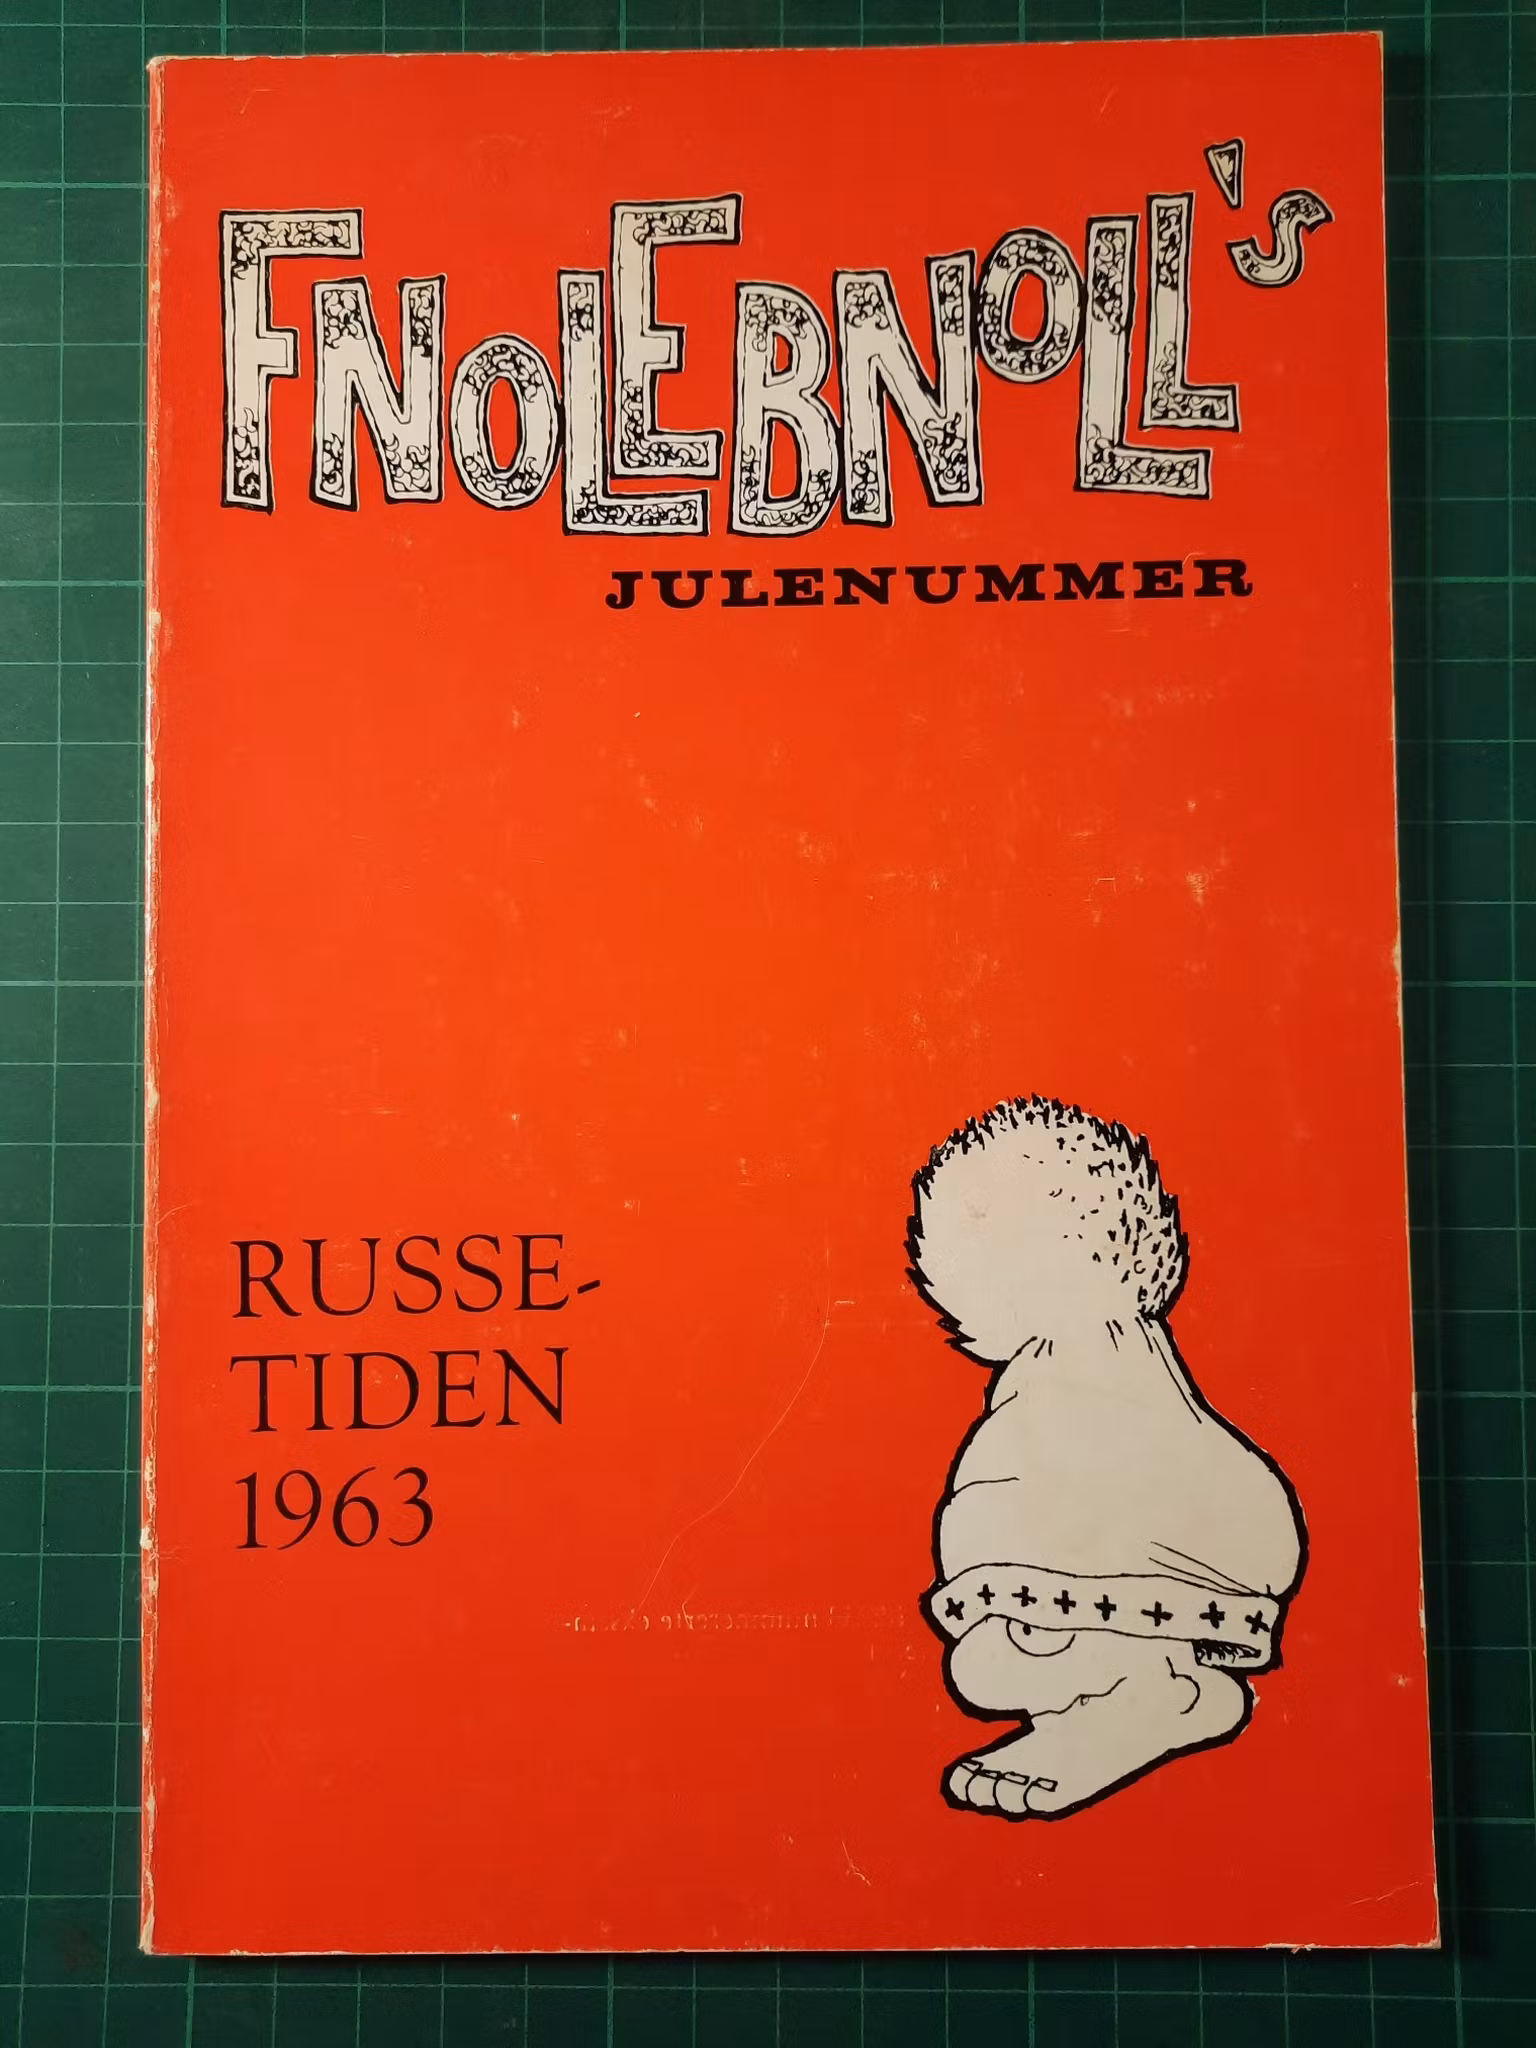 FNOLEBNOLL's
JULENUMMER
RUSSE-
TIDEN
1963